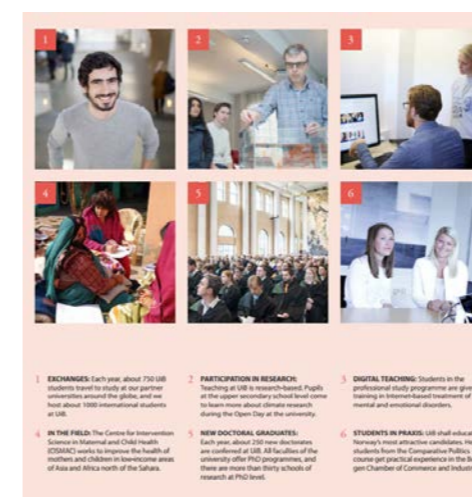 1
2
3
4
5
6
1 EXCHANGES: Each year, about 750 UiB
students travel to study at our partner
universities around the globe, and we
host about 1000 international students
at UiB.
2 PARTICIPATION IN RESEARCH:
Teaching at UiB is research-based. Pupils
at the upper secondary school level come
to learn more about climate research
during the Open Day at the university.
3 DIGITAL TEACHING: Students in the
professional study programme are give
training in Internet-based treatment of
mental and emotional disorders.
4 IN THE FIELD: The Centre for Intervention
Science in Maternal and Child Health
(CISMAC) works to improve the health of
mothers and children in low-income areas
of Asia and Africa north of the Sahara.
5 NEW DOCTORAL GRADUATES:
Each year, about 250 new doctorates
are conferred at UiB. All faculties of the
university offer PhD programmes, and
there are more than thirty schools of
research at PhD level.
6 STUDENTS IN PRAXIS: UiB shall educat
Norway's most attractive candidates. He
students from the Comparative Politics
course get practical experience in the Be
gen Chamber of Commerce and Indust